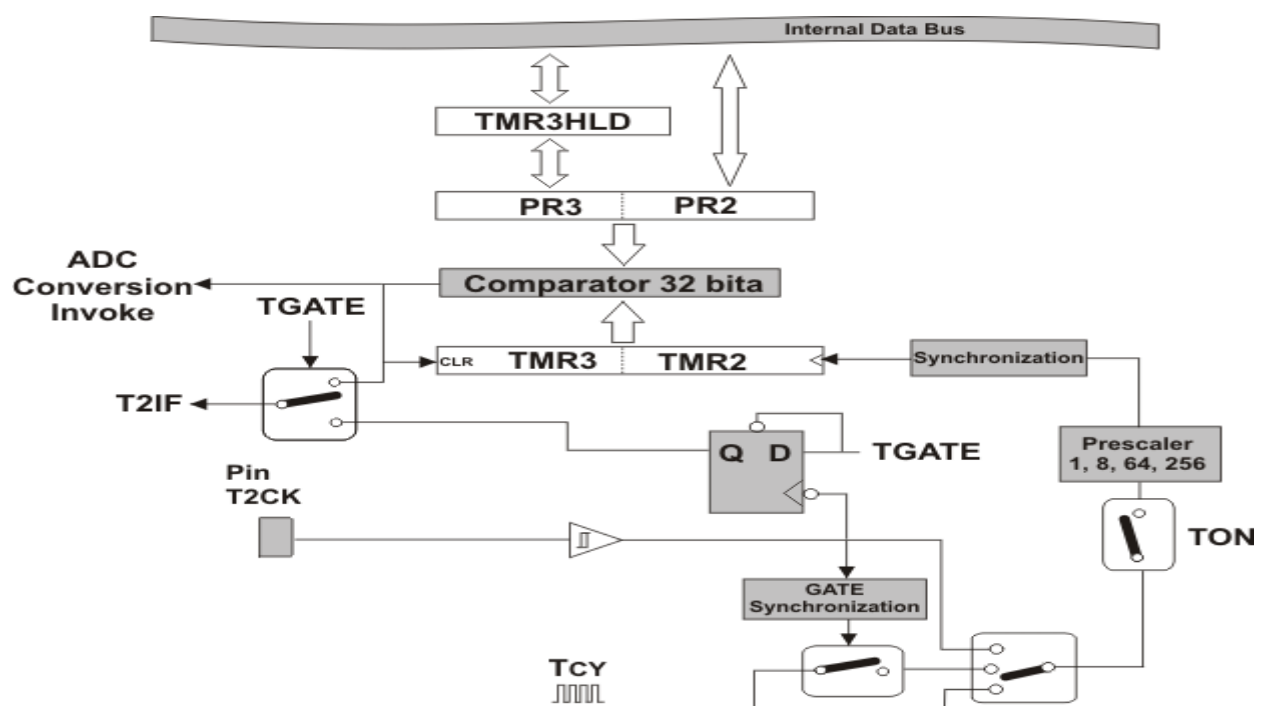 Internal Data Bus
TMR3HLD
PR3 PR2
ADC
Conversion
Invoke
Comparator 32 bita
TGATE
CLR TMR3 TMR2
Synchronization
T2IF
Q D
TGATE
Prescaler
1, 8, 64, 256
Pin
T2CK
TON
GATE
Synchronization
TCY